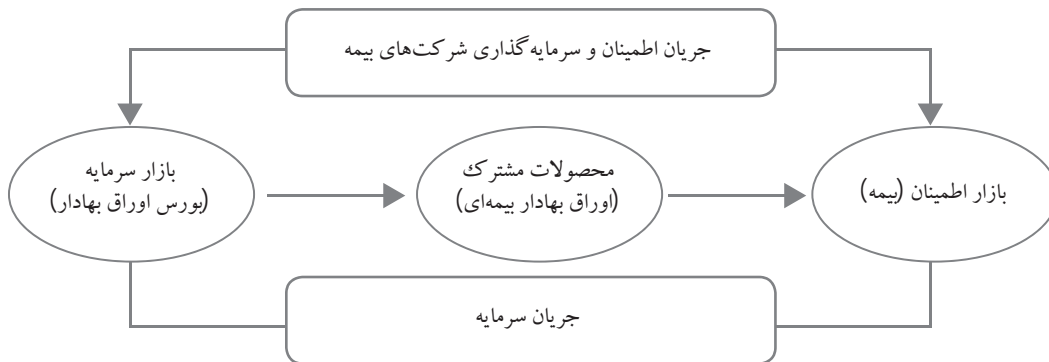 جریان اطمینان و سرمایه‌گذاری شرکت‌های بیمه
بازار اطمینان (بیمه)
محصولات مشترک
(اوراق بهادار بیمه‌ای)
بازار سرمایه
(بورس اوراق بهادار)
جریان سرمایه